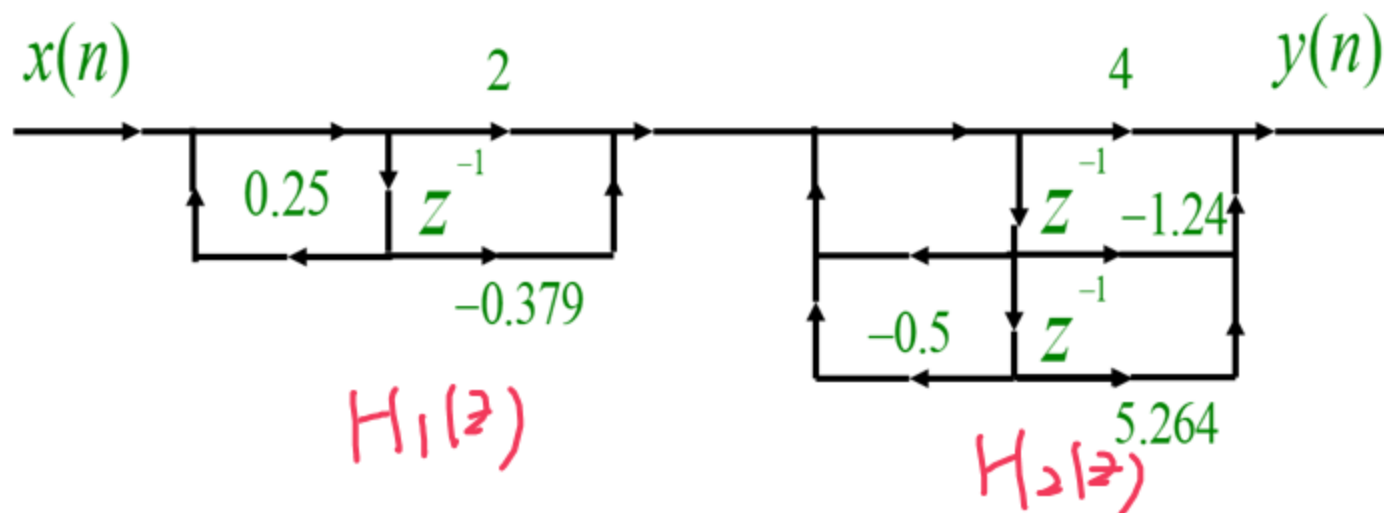 x(n) 2 4 y(n)
0.25 z⁻¹ z⁻¹ −1.24
−0.379 −0.5 z⁻¹
H₁(z) 5.264
H₂(z)